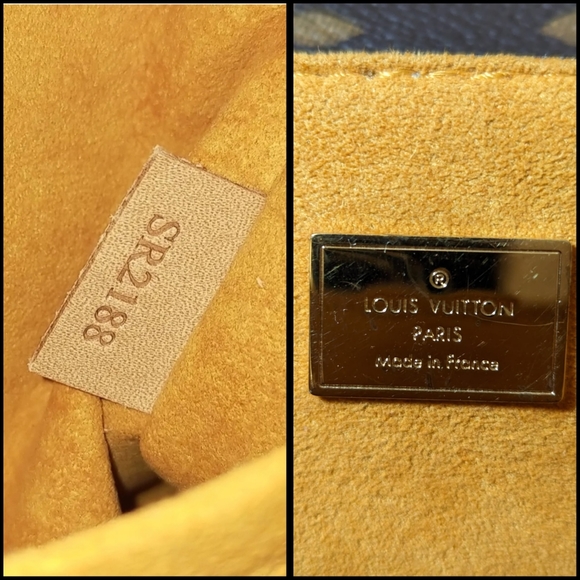 SR2188
®
LOUIS VUITTON
PARIS
Made in France